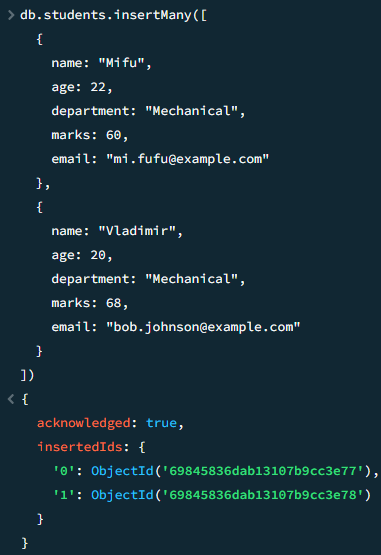 > db.students.insertMany([
{
name: "Mifu",
age: 22,
department: "Mechanical",
marks: 60,
email: "mi.fufu@example.com"
},
{
name: "Vladimir",
age: 20,
department: "Mechanical",
marks: 68,
email: "bob.johnson@example.com"
}
])
< {
acknowledged: true,
insertedIds: {
'0': ObjectId('69845836dab13107b9cc3e77'),
'1': ObjectId('69845836dab13107b9cc3e78')
}
}